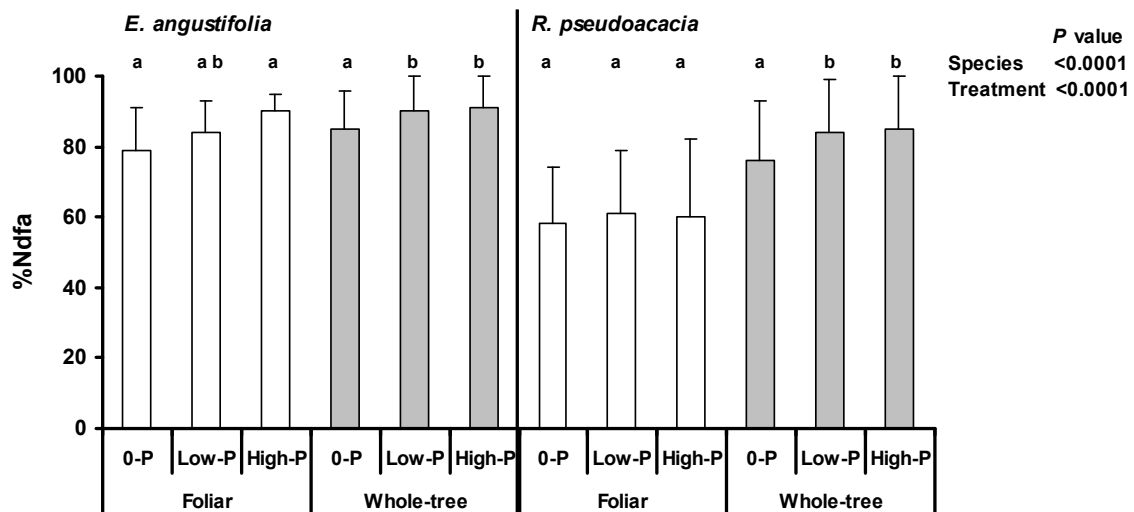 E. angustifolia
R. pseudoacacia
P value
Species <0.0001
Treatment <0.0001
a a b a a b b a a a a b b
100
80
60
40
20
0
%Ndfa
0-P Low-P High-P 0-P Low-P High-P 0-P Low-P High-P 0-P Low-P High-P
Foliar Whole-tree Foliar Whole-tree